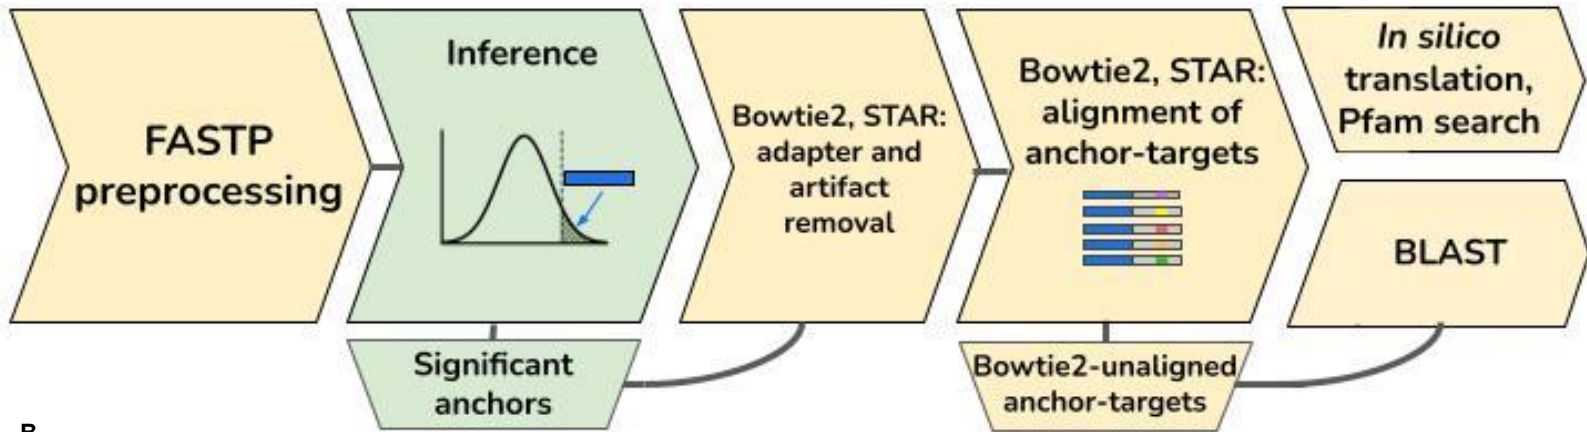 FASTP
preprocessing
Inference
Significant
anchors
Bowtie2, STAR:
adapter and
artifact
removal
Bowtie2, STAR:
alignment of
anchor-targets
Bowtie2-unaligned
anchor-targets
In silico
translation,
Pfam search
BLAST
B